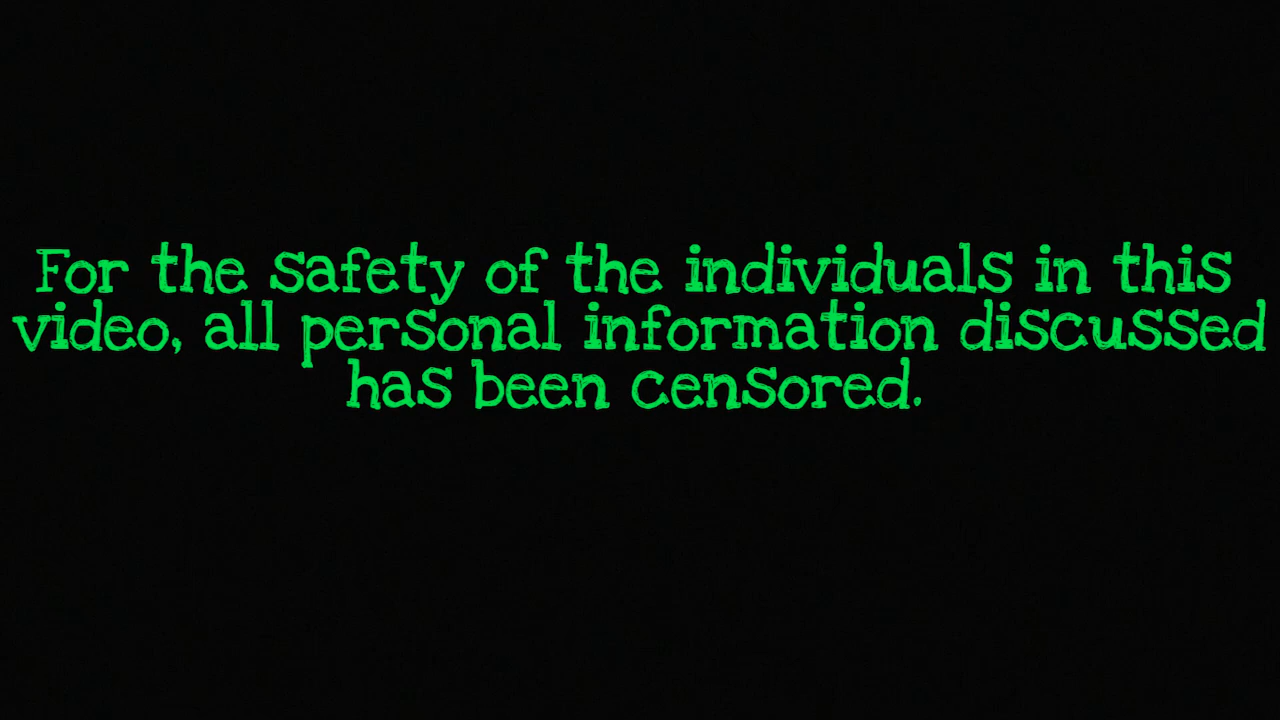 For the safety of the individuals in this
video, all personal information discussed
has been censored.